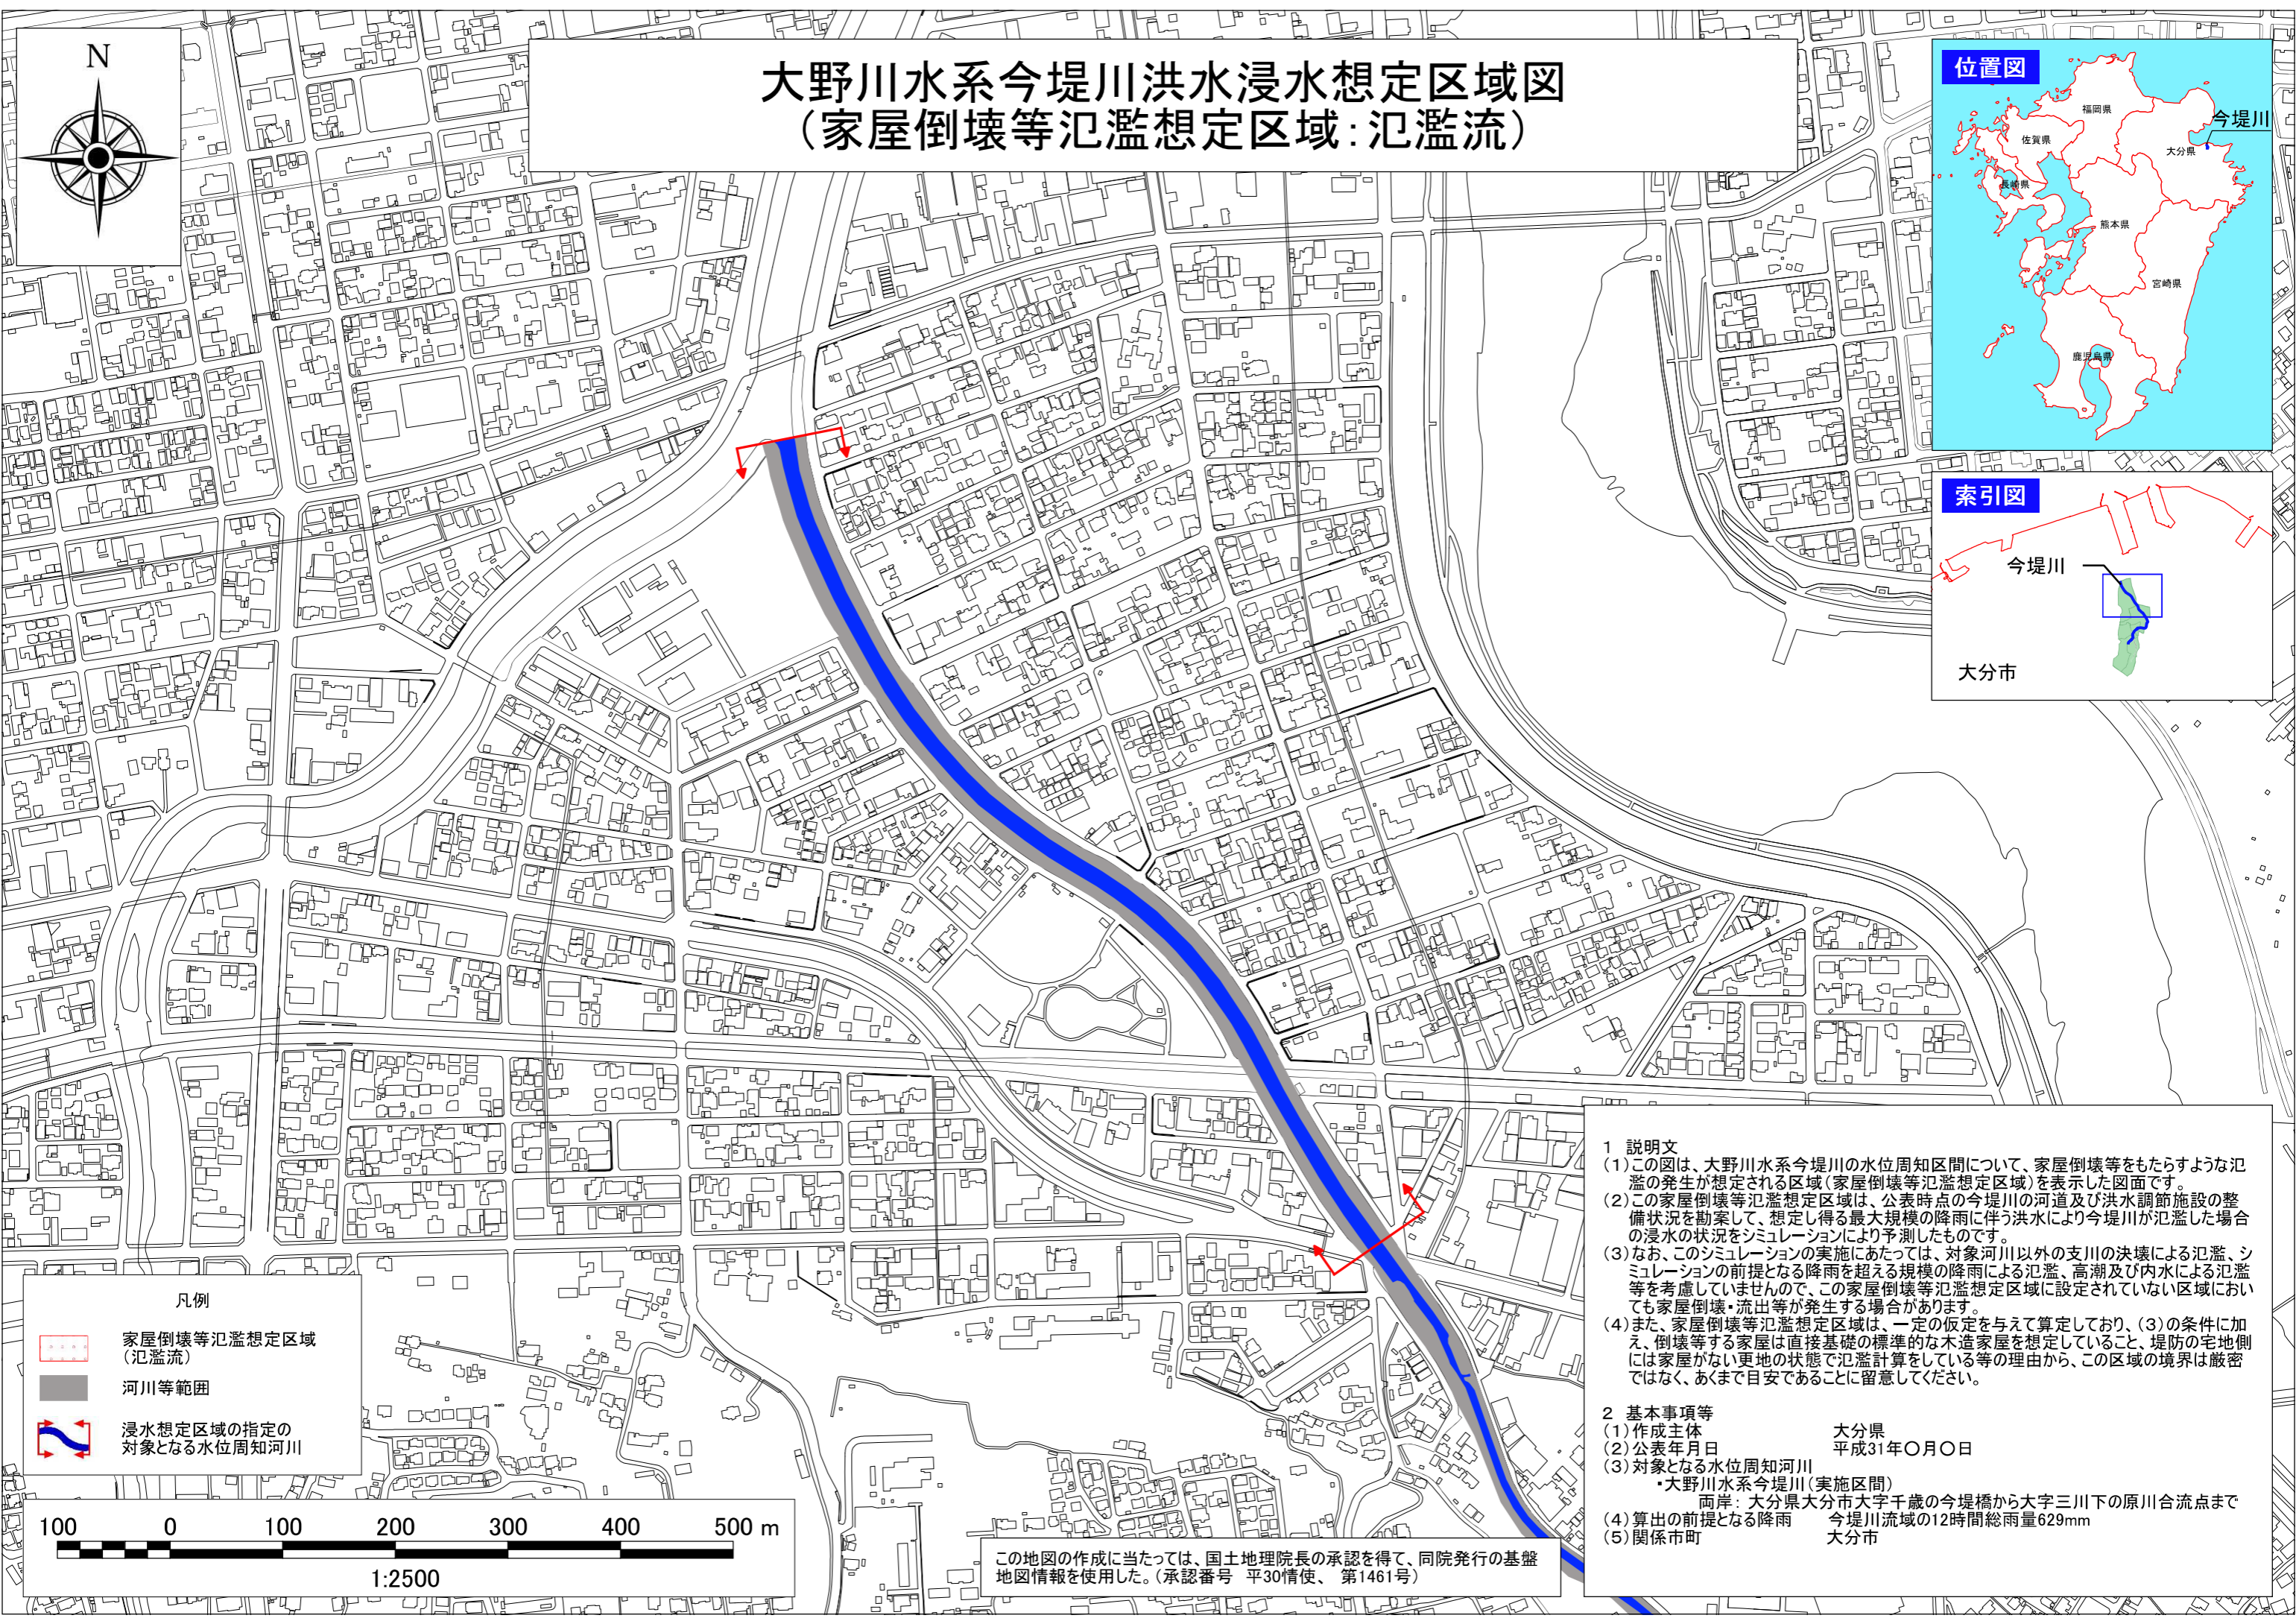 N
大野川水系今堤川洪水浸水想定区域図
（家屋倒壊等氾濫想定区域：氾濫流）
位置図
福岡県
今堤川
佐賀県
大分県
長崎県
熊本県
宮崎県
鹿児島県
索引図
今堤川
大分市
1 説明文
(1)この図は、大野川水系今堤川の水位周知区間について、家屋倒壊等をもたらすような氾
濫の発生が想定される区域（家屋倒壊等氾濫想定区域）を表示した図面です。
(2)この家屋倒壊等氾濫想定区域は、公表時点の今堤川の河道及び洪水調節施設の整
備状況を勘案して、想定し得る最大規模の降雨に伴う洪水により今堤川が氾濫した場合
の浸水の状況をシミュレーションにより予測したものです。
(3)なお、このシミュレーションの実施にあたっては、対象河川以外の支川の決壊による氾濫、シ
ミュレーションの前提となる降雨を超える規模の降雨による氾濫、高潮及び内水による氾濫
等を考慮していませんので、この家屋倒壊等氾濫想定区域に設定されていない区域におい
ても家屋倒壊・流出等が発生する場合があります。
(4)また、家屋倒壊等氾濫想定区域は、一定の仮定を与えて算定しており、(3)の条件に加
え、倒壊等する家屋は直接基礎の標準的な木造家屋を想定していること、堤防の宅地側
には家屋がない更地の状態で氾濫計算をしている等の理由から、この区域の境界は厳密
ではなく、あくまで目安であることに留意してください。
2 基本事項等
(1)作成主体 大分県
(2)公表年月日 平成31年〇月〇日
(3)対象となる水位周知河川
・大野川水系今堤川（実施区間）
両岸：大分県大分市大字千歳の今堤橋から大字三川下の原川合流点まで
(4)算出の前提となる降雨 今堤川流域の12時間総雨量629mm
(5)関係市町 大分市
凡例
家屋倒壊等氾濫想定区域
（氾濫流）
河川等範囲
浸水想定区域の指定の
対象となる水位周知河川
100 0 100 200 300 400 500 m
1:2500
この地図の作成に当たっては、国土地理院長の承認を得て、同院発行の基盤
地図情報を使用した。（承認番号 平30情使、 第1461号）